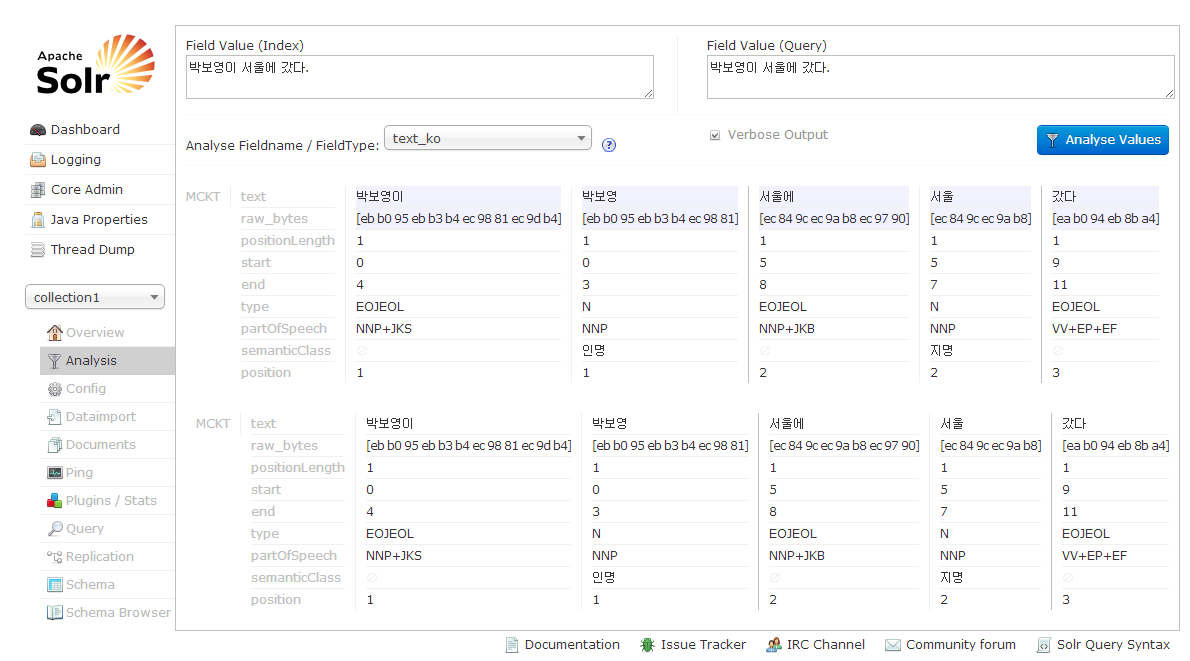 Apache
Solr
Field Value (Index)
Field Value (Query)
박보영이 서울에 갔다.
박보영이 서울에 갔다.
Analyse Fieldname / FieldType: text_ko ?
Verbose Output
Analyse Values
Dashboard
Logging
Core Admin
Java Properties
Thread Dump
collection1
Overview
Analysis
Config
Dataimport
Documents
Ping
Plugins / Stats
Query
Replication
Schema
Schema Browser
MCKT text 박보영이 박보영 서울에 서울 갔다
raw_bytes [eb b0 95 eb b3 b4 ec 98 81 ec 9d b4] [eb b0 95 eb b3 b4 ec 98 81] [ec 84 9c ec 9a b8 ec 97 90] [ec 84 9c ec 9a b8] [ea b0 94 eb 8b a4]
positionLength 1 1 1 1 1
start 0 0 5 5 9
end 4 3 8 7 11
type EOJEOL N EOJEOL N EOJEOL
partOfSpeech NNP+JKS NNP NNP+JKB NNP VV+EP+EF
semanticClass ∅ 인명 ∅ 지명 ∅
position 1 1 2 2 3
MCKT text 박보영이 박보영 서울에 서울 갔다
raw_bytes [eb b0 95 eb b3 b4 ec 98 81 ec 9d b4] [eb b0 95 eb b3 b4 ec 98 81] [ec 84 9c ec 9a b8 ec 97 90] [ec 84 9c ec 9a b8] [ea b0 94 eb 8b a4]
positionLength 1 1 1 1 1
start 0 0 5 5 9
end 4 3 8 7 11
type EOJEOL N EOJEOL N EOJEOL
partOfSpeech NNP+JKS NNP NNP+JKB NNP VV+EP+EF
semanticClass ∅ 인명 ∅ 지명 ∅
position 1 1 2 2 3
Documentation Issue Tracker IRC Channel Community forum Solr Query Syntax